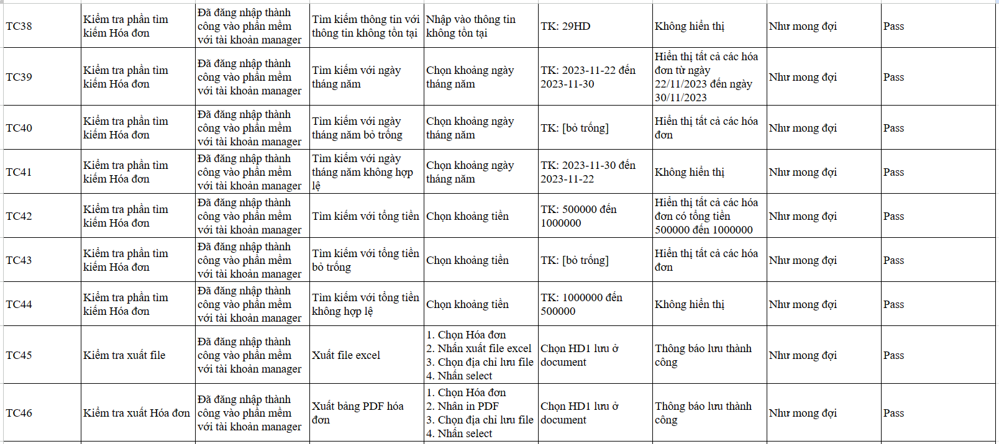 TC38
Kiểm tra phần tìm
kiếm Hóa đơn
Đã đăng nhập thành
công vào phần mềm
với tài khoản manager
Tìm kiếm thông tin với
thông tin không tồn tại
Nhập vào thông tin
không tồn tại
TK: 29HD
Không hiển thị
Như mong đợi
Pass
TC39
Kiểm tra phần tìm
kiếm Hóa đơn
Đã đăng nhập thành
công vào phần mềm
với tài khoản manager
Tìm kiếm với ngày
tháng năm
Chọn khoảng ngày
tháng năm
TK: 2023-11-22 đến
2023-11-30
Hiển thị tất cả các hóa
đơn từ ngày
22/11/2023 đến ngày
30/11/2023
Như mong đợi
Pass
TC40
Kiểm tra phần tìm
kiếm Hóa đơn
Đã đăng nhập thành
công vào phần mềm
với tài khoản manager
Tìm kiếm với ngày
tháng năm bỏ trống
Chọn khoảng ngày
tháng năm
TK: [bỏ trống]
Hiển thị tất cả các hóa
đơn
Như mong đợi
Pass
TC41
Kiểm tra phần tìm
kiếm Hóa đơn
Đã đăng nhập thành
công vào phần mềm
với tài khoản manager
Tìm kiếm với ngày
tháng năm không hợp
lệ
Chọn khoảng ngày
tháng năm
TK: 2023-11-30 đến
2023-11-22
Không hiển thị
Như mong đợi
Pass
TC42
Kiểm tra phần tìm
kiếm Hóa đơn
Đã đăng nhập thành
công vào phần mềm
với tài khoản manager
Tìm kiếm với tổng tiền
Chọn khoảng tiền
TK: 500000 đến
1000000
Hiển thị tất cả các hóa
đơn có tổng tiền
500000 đến 1000000
Như mong đợi
Pass
TC43
Kiểm tra phần tìm
kiếm Hóa đơn
Đã đăng nhập thành
công vào phần mềm
với tài khoản manager
Tìm kiếm với tổng tiền
bỏ trống
Chọn khoảng tiền
TK: [bỏ trống]
Hiển thị tất cả các hóa
đơn
Như mong đợi
Pass
TC44
Kiểm tra phần tìm
kiếm Hóa đơn
Đã đăng nhập thành
công vào phần mềm
với tài khoản manager
Tìm kiếm với tổng tiền
không hợp lệ
Chọn khoảng tiền
TK: 1000000 đến
500000
Không hiển thị
Như mong đợi
Pass
TC45
Kiểm tra xuất file
Đã đăng nhập thành
công vào phần mềm
với tài khoản manager
Xuất file excel
1. Chọn Hóa đơn
2. Nhấn xuất file excel
3. Chọn địa chỉ lưu file
4. Nhấn select
Chọn HD1 lưu ở
document
Thông báo lưu thành
công
Như mong đợi
Pass
TC46
Kiểm tra xuất Hóa đơn
Đã đăng nhập thành
công vào phần mềm
với tài khoản manager
Xuất bảng PDF hóa
đơn
1. Chọn Hóa đơn
2. Nhân in PDF
3. Chọn địa chỉ lưu file
4. Nhấn select
Chọn HD1 lưu ở
document
Thông báo lưu thành
công
Như mong đợi
Pass